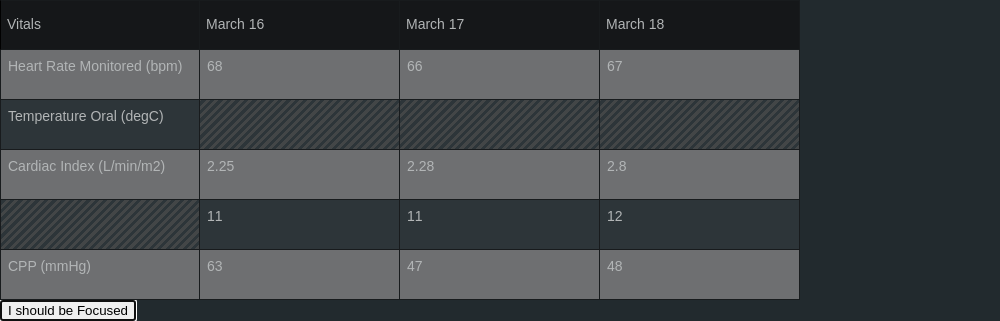 Vitals March 16 March 17 March 18
Heart Rate Monitored (bpm) 68 66 67
Temperature Oral (degC)
Cardiac Index (L/min/m2) 2.25 2.28 2.8
11 11 12
CPP (mmHg) 63 47 48
I should be Focused